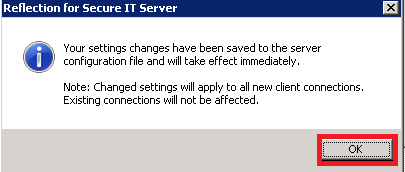 Reflection for Secure IT Server
Your settings changes have been saved to the server
configuration file and will take effect immediately.
Note: Changed settings will apply to all new client connections.
Existing connections will not be affected.
OK